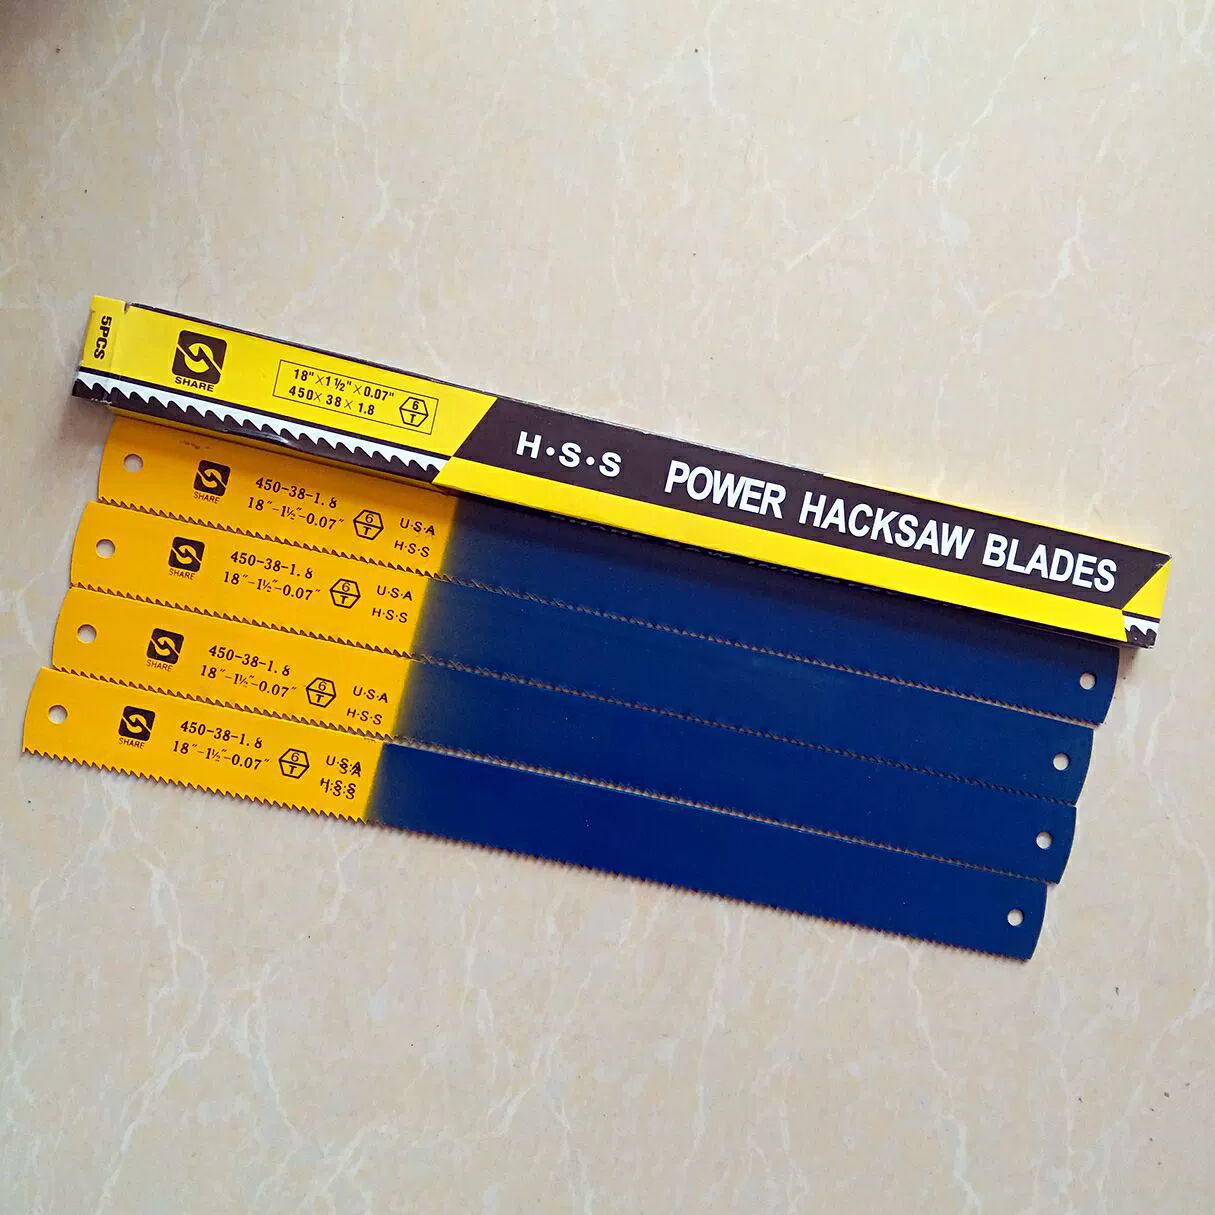 5PCS
SHARE
18"×1½"×0.07"
450×38×1.8
6
T
H·S·S POWER HACKSAW BLADES
SHARE
450-38-1.8
18"-1½"-0.07"
6
T
U·S·A
H·S·S
SHARE
450-38-1.8
18"-1½"-0.07"
6
T
U·S·A
H·S·S
SHARE
450-38-1.8
18"-1½"-0.07"
6
T
U·S·A
H·S·S
SHARE
450-38-1.8
18"-1½"-0.07"
6
T
U·S·A
H·S·S